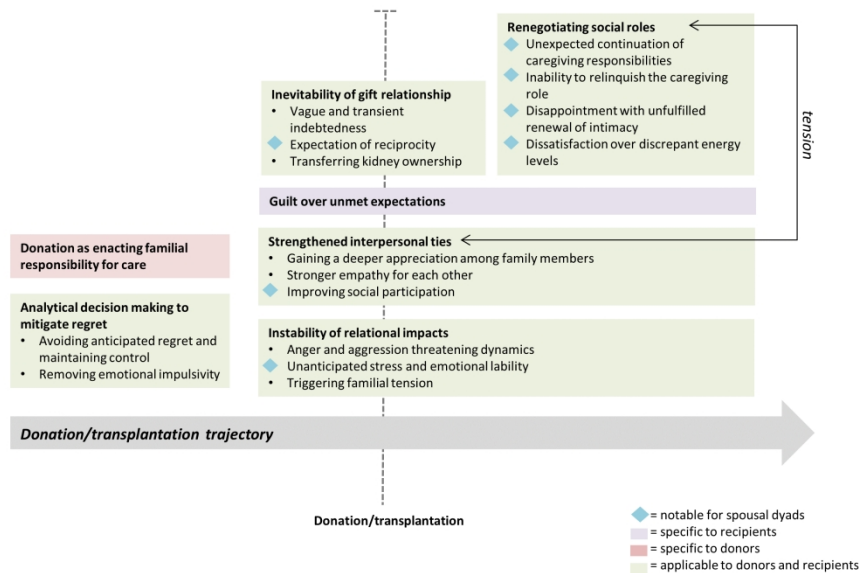 Renegotiating social roles
Unexpected continuation of
caregiving responsibilities
Inability to relinquish the caregiving
role
Disappointment with unfulfilled
renewal of intimacy
Dissatisfaction over discrepant energy
levels
tension
Inevitability of gift relationship
• Vague and transient
indebtedness
Expectation of reciprocity
• Transferring kidney ownership
Guilt over unmet expectations
Donation as enacting familial
responsibility for care
Strengthened interpersonal ties
• Gaining a deeper appreciation among family members
• Stronger empathy for each other
Improving social participation
Analytical decision making to
mitigate regret
• Avoiding anticipated regret and
maintaining control
• Removing emotional impulsivity
Instability of relational impacts
• Anger and aggression threatening dynamics
Unanticipated stress and emotional lability
• Triggering familial tension
Donation/transplantation trajectory
Donation/transplantation
= notable for spousal dyads
= specific to recipients
= specific to donors
= applicable to donors and recipients